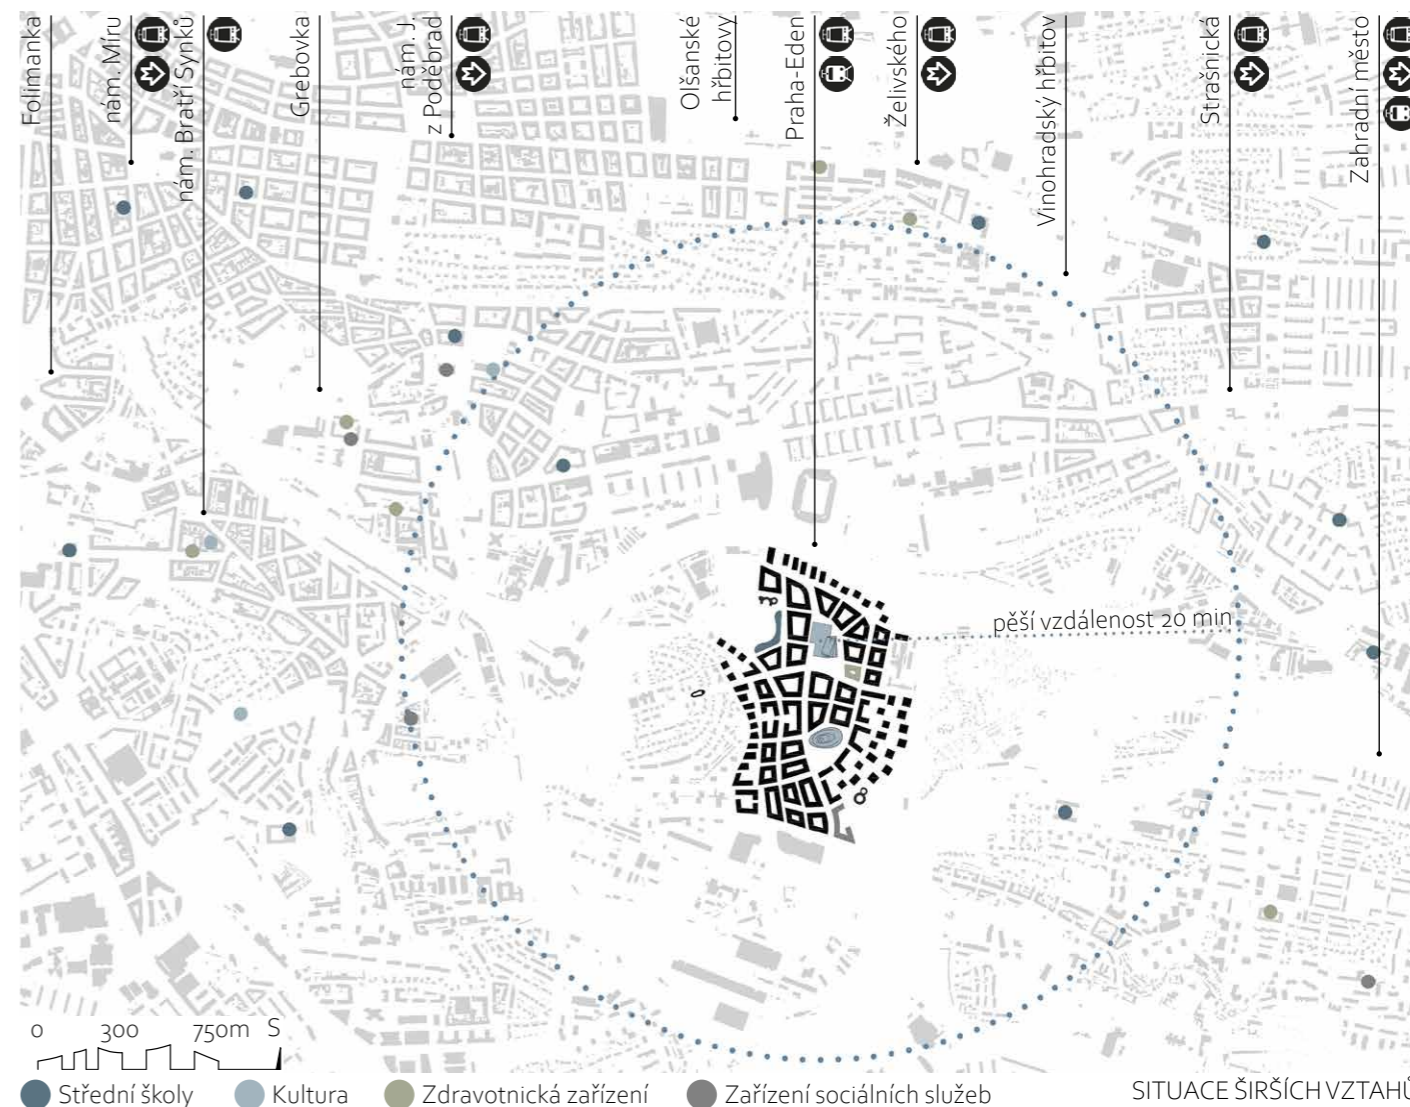 Folimanka
nám. Míru
nám. Bratří Synků
Grebovka
nám. J.
z Poděbrad
Olšanské
hřbitovy
Praha-Eden
Želivského
Vinohradský hřbitov
Strašnická
Zahradní město
pěší vzdálenost 20 min
0 300 750m S
Střední školy Kultura Zdravotnická zařízení Zařízení sociálních služeb
SITUACE ŠIRŠÍCH VZTAHŮ